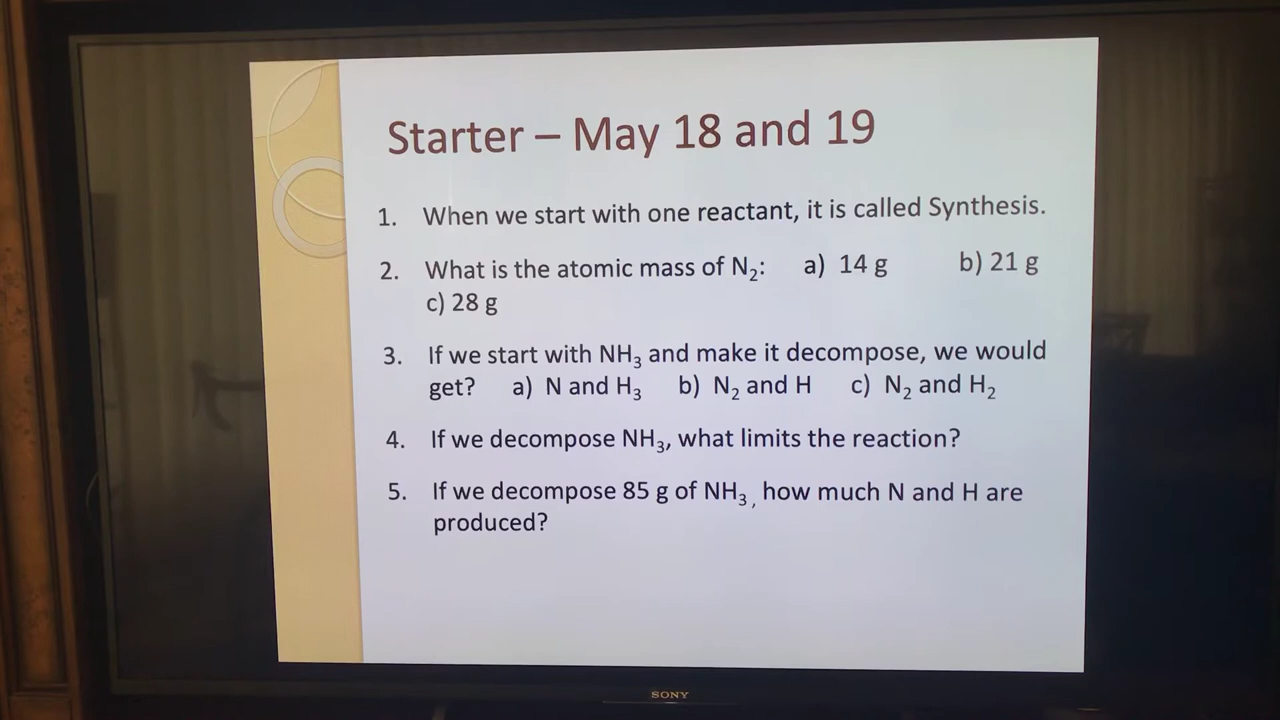 Starter – May 18 and 19
1. When we start with one reactant, it is called Synthesis.
2. What is the atomic mass of N₂: a) 14 g b) 21 g
c) 28 g
3. If we start with NH₃ and make it decompose, we would
get? a) N and H₃ b) N₂ and H c) N₂ and H₂
4. If we decompose NH₃, what limits the reaction?
5. If we decompose 85 g of NH₃ , how much N and H are
produced?
SONY